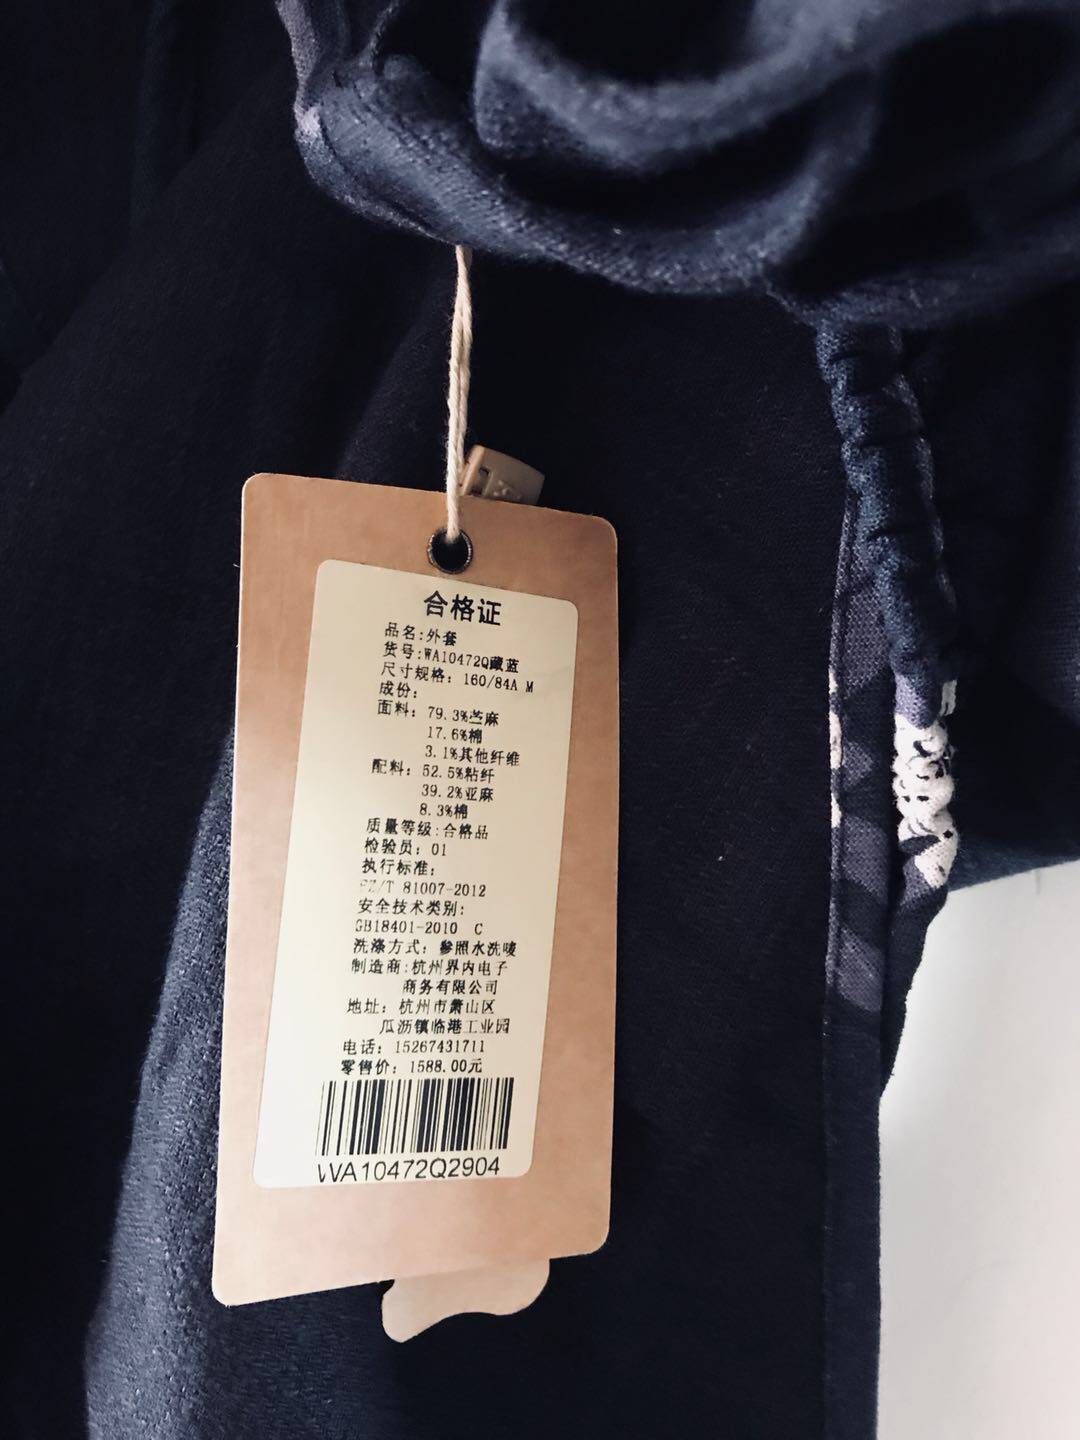 合格证
品名:外套
货号:WA10472Q藏蓝
尺寸规格: 160/84A M
成份:
面料: 79.3%苎麻
17.6%棉
3.1%其他纤维
配料: 52.5%粘纤
39.2%亚麻
8.3%棉
质量等级:合格品
检验员: 01
执行标准:
FZ/T 81007-2012
安全技术类别:
GB18401-2010 C
洗涤方式: 参照水洗唛
制造商:杭州界内电子
商务有限公司
地址: 杭州市萧山区
瓜沥镇临港工业园
电话: 15267431711
零售价: 1588.00元
WA10472Q2904